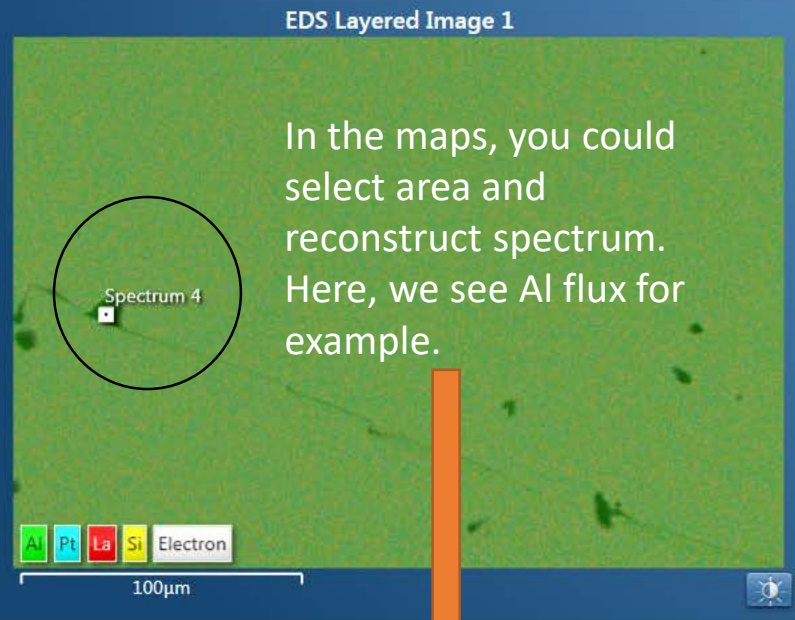 EDS Layered Image 1
In the maps, you could
select area and
reconstruct spectrum.
Here, we see Al flux for
example.
Spectrum 4
Al Pt La Si Electron
100µm